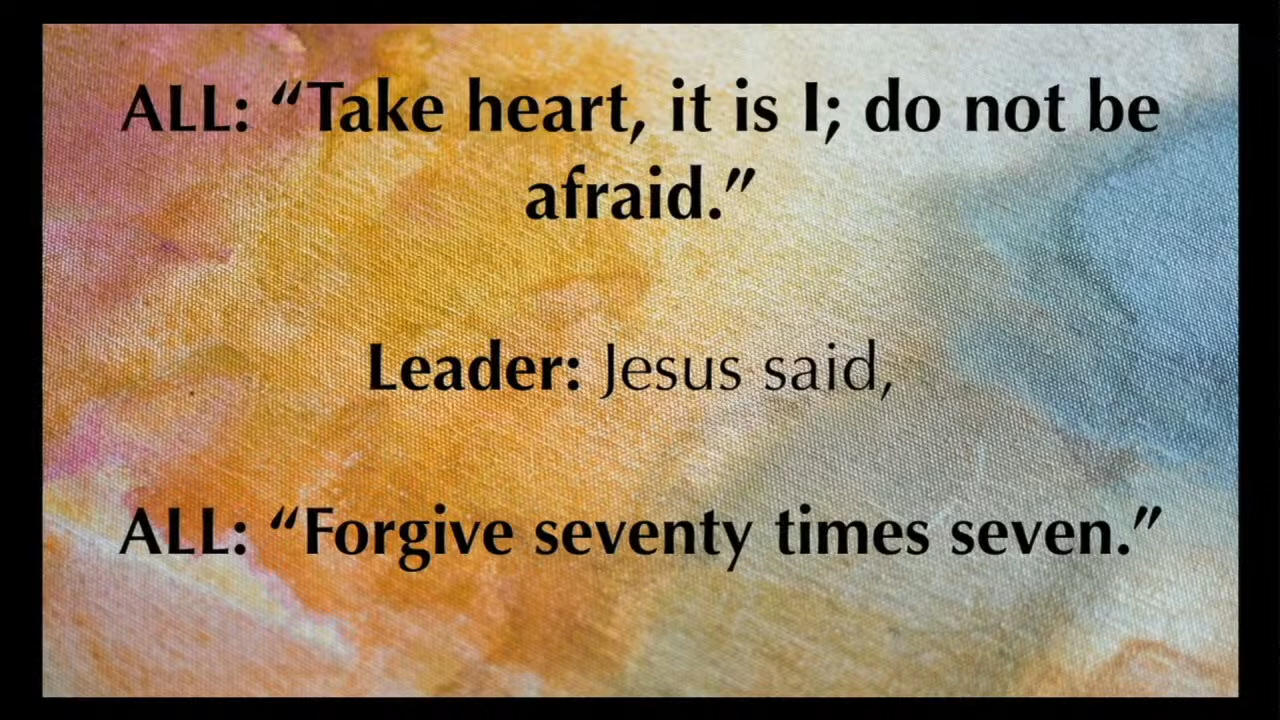 ALL: “Take heart, it is I; do not be
afraid.”
Leader: Jesus said,
ALL: “Forgive seventy times seven.”